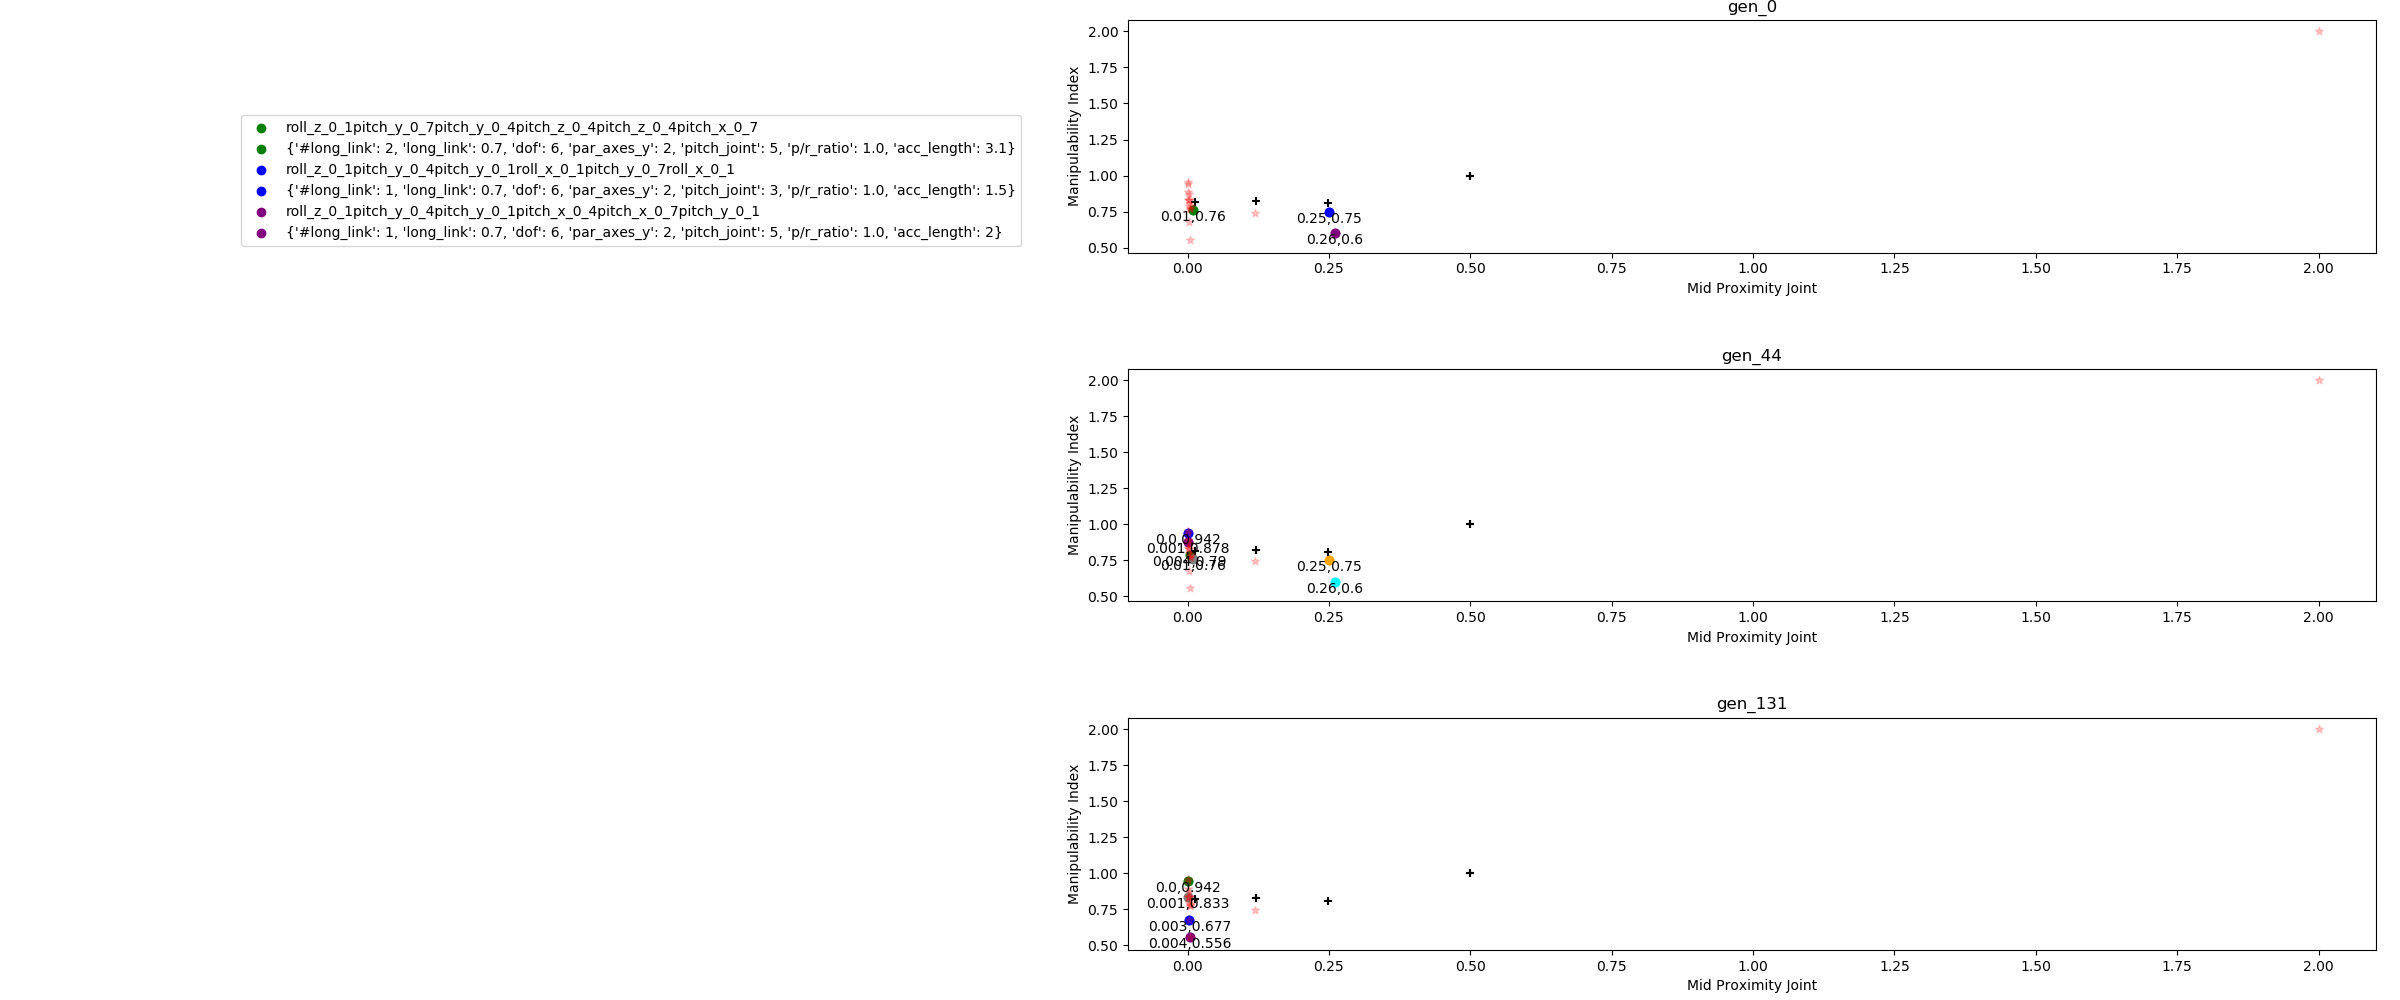 gen_0
roll_z_0_1pitch_y_0_7pitch_y_0_4pitch_z_0_4pitch_z_0_4pitch_x_0_7
{'#long_link': 2, 'long_link': 0.7, 'dof': 6, 'par_axes_y': 2, 'pitch_joint': 5, 'p/r_ratio': 1.0, 'acc_length': 3.1}
roll_z_0_1pitch_y_0_4pitch_y_0_1roll_x_0_1pitch_y_0_7roll_x_0_1
{'#long_link': 1, 'long_link': 0.7, 'dof': 6, 'par_axes_y': 2, 'pitch_joint': 3, 'p/r_ratio': 1.0, 'acc_length': 1.5}
roll_z_0_1pitch_y_0_4pitch_y_0_1pitch_x_0_4pitch_x_0_7pitch_y_0_1
{'#long_link': 1, 'long_link': 0.7, 'dof': 6, 'par_axes_y': 2, 'pitch_joint': 5, 'p/r_ratio': 1.0, 'acc_length': 2}
Manipulability Index
2.00
1.75
1.50
1.25
1.00
0.75
0.50
0.01,0.76
0.25,0.75
0.26,0.6
0.00 0.25 0.50 0.75 1.00 1.25 1.50 1.75 2.00
Mid Proximity Joint
gen_44
Manipulability Index
2.00
1.75
1.50
1.25
1.00
0.75
0.50
0.0,0.942
0.001,0.878
0.004,0.79
0.01,0.76
0.25,0.75
0.26,0.6
0.00 0.25 0.50 0.75 1.00 1.25 1.50 1.75 2.00
Mid Proximity Joint
gen_131
Manipulability Index
2.00
1.75
1.50
1.25
1.00
0.75
0.50
0.0,0.942
0.001,0.833
0.003,0.677
0.004,0.556
0.00 0.25 0.50 0.75 1.00 1.25 1.50 1.75 2.00
Mid Proximity Joint